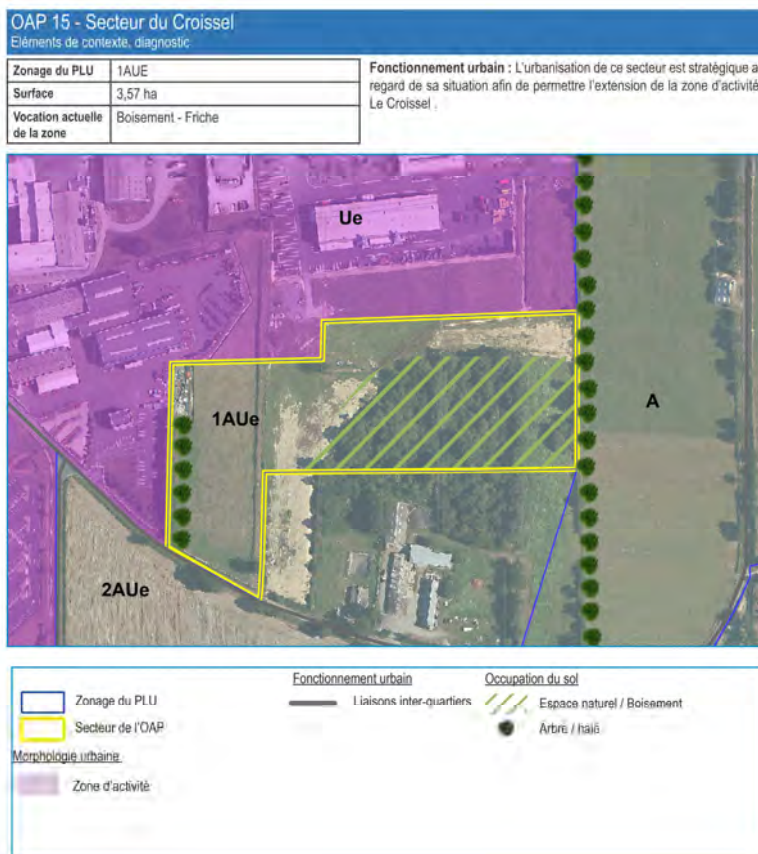 OAP 15 - Secteur du Croissel
Eléments de contexte, diagnostic
Zonage du PLU 1AUE
Surface 3,57 ha
Vocation actuelle de la zone Boisement - Friche
Fonctionnement urbain : L'urbanisation de ce secteur est stratégique a
regard de sa situation afin de permettre l'extension de la zone d'activité
Le Croissel .
Ue
1AUe
A
2AUe
Zonage du PLU
Secteur de l'OAP
Morphologie urbaine
Zone d'activité
Fonctionnement urbain
Liaisons inter-quartiers
Occupation du sol
Espace naturel / Boisement
Arbre / haie